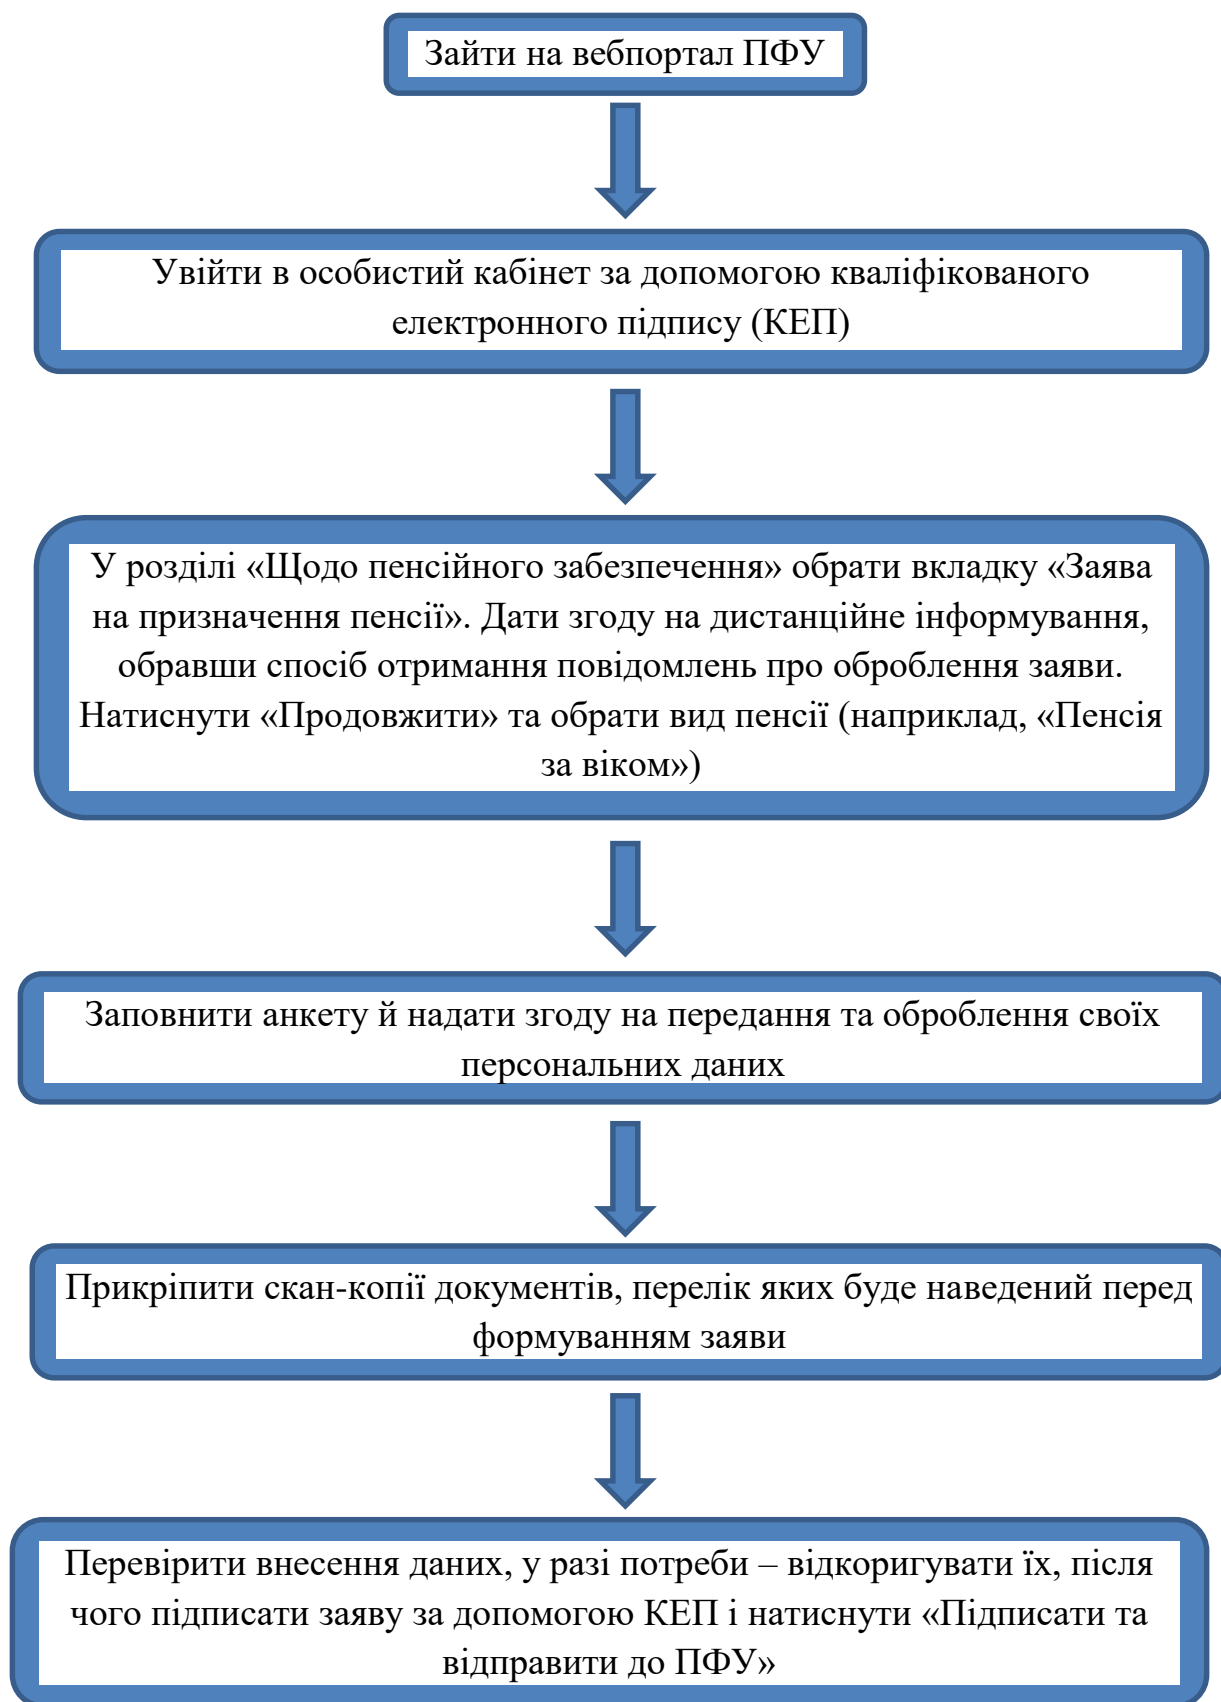 Зайти на вебпортал ПФУ
Увійти в особистий кабінет за допомогою кваліфікованого
електронного підпису (КЕП)
У розділі «Щодо пенсійного забезпечення» обрати вкладку «Заява
на призначення пенсії». Дати згоду на дистанційне інформування,
обравши спосіб отримання повідомлень про оброблення заяви.
Натиснути «Продовжити» та обрати вид пенсії (наприклад, «Пенсія
за віком»)
Заповнити анкету й надати згоду на передання та оброблення своїх
персональних даних
Прикріпити скан-копії документів, перелік яких буде наведений перед
формуванням заяви
Перевірити внесення даних, у разі потреби – відкоригувати їх, після
чого підписати заяву за допомогою КЕП і натиснути «Підписати та
відправити до ПФУ»